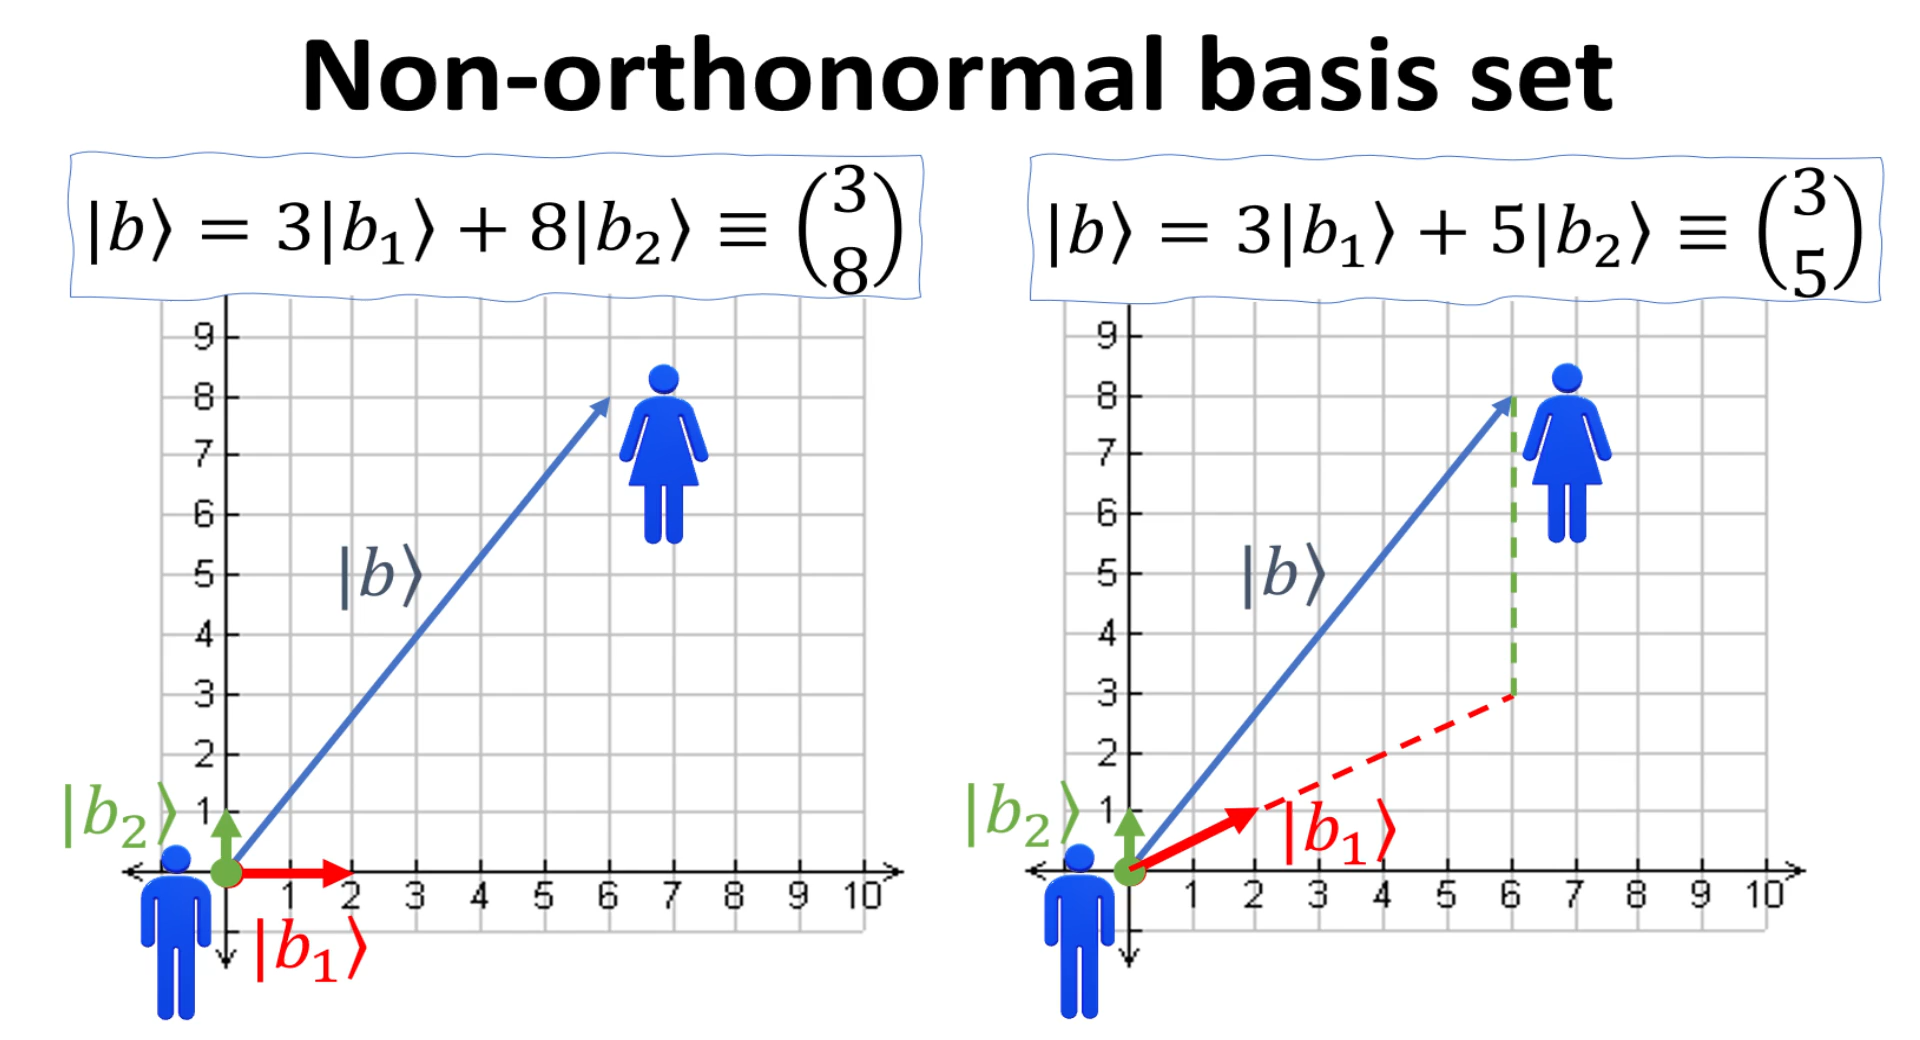 Non-orthonormal basis set
|b⟩ = 3|b₁⟩ + 8|b₂⟩ ≡ (3 8)
9
8
7
6
5
4
3
2
1
1 2 3 4 5 6 7 8 9 10
|b⟩
|b₂⟩
|b₁⟩
|b⟩ = 3|b₁⟩ + 5|b₂⟩ ≡ (3 5)
9
8
7
6
5
4
3
2
1
1 2 3 4 5 6 7 8 9 10
|b⟩
|b₂⟩
|b₁⟩